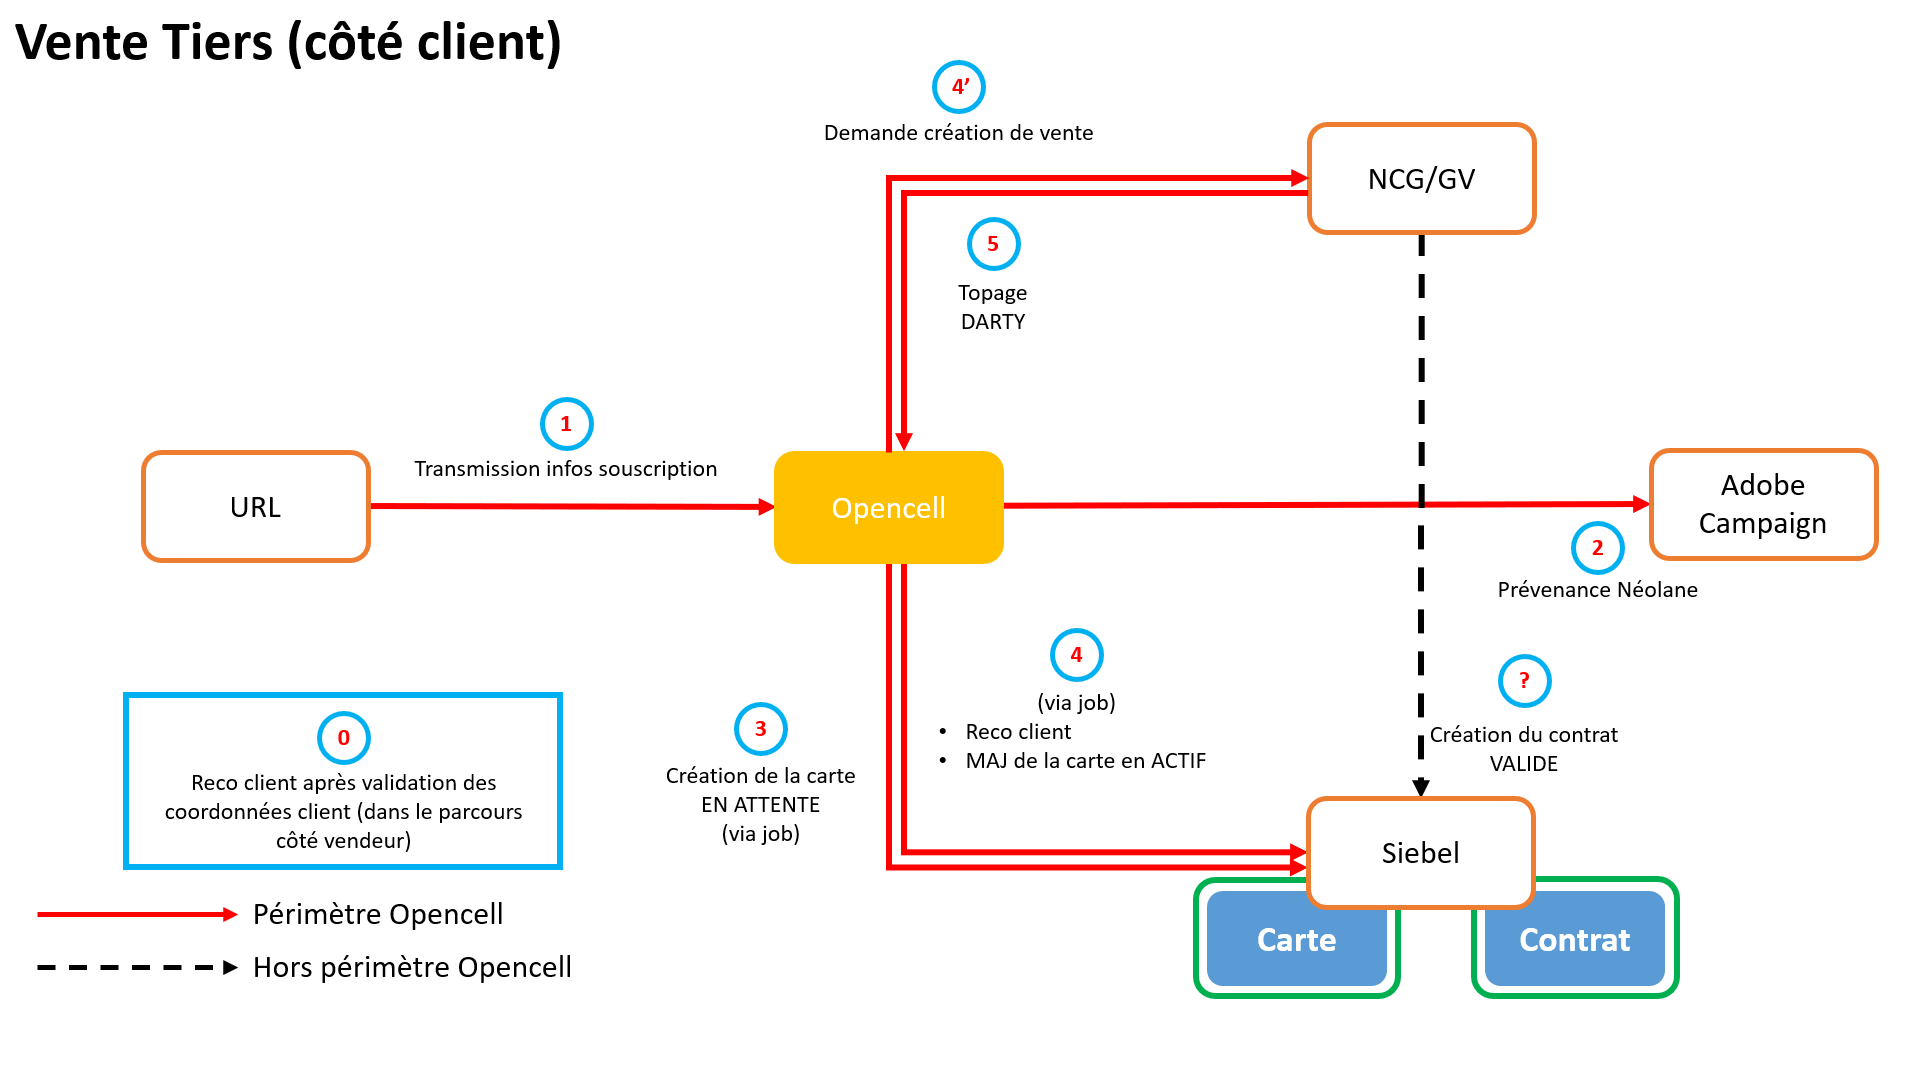 Vente Tiers (côté client)
4’
Demande création de vente
NCG/GV
5
Topage
DARTY
1
Transmission infos souscription
URL
Opencell
Adobe
Campaign
2
Prévenance Néolane
4
(via job)
• Reco client
• MAJ de la carte en ACTIF
?
Création du contrat
VALIDE
3
Création de la carte
EN ATTENTE
(via job)
0
Reco client après validation des
coordonnées client (dans le parcours
côté vendeur)
Siebel
Carte
Contrat
Périmètre Opencell
Hors périmètre Opencell